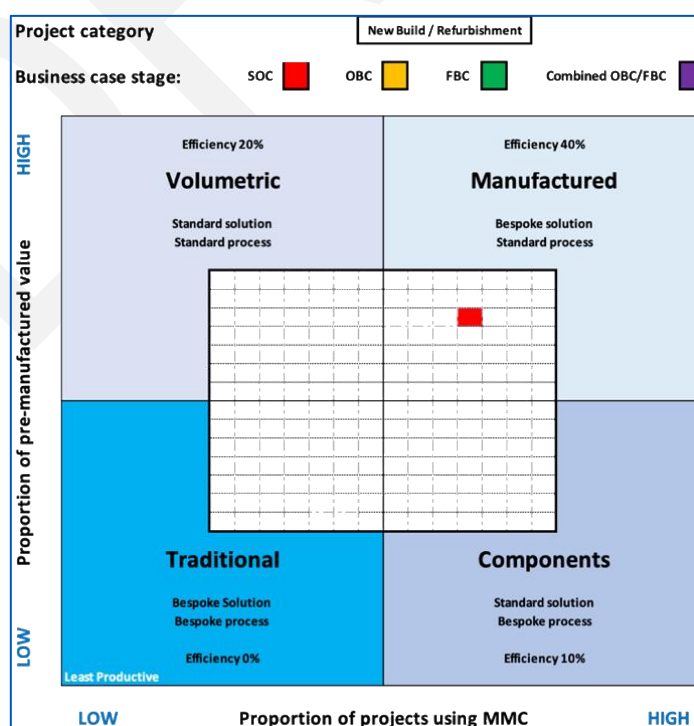 Project category
New Build / Refurbishment
Business case stage:
SOC
OBC
FBC
Combined OBC/FBC
HIGH
Proportion of pre-manufactured value
LOW
Efficiency 20%
Volumetric
Standard solution
Standard process
Efficiency 40%
Manufactured
Bespoke solution
Standard process
Traditional
Bespoke Solution
Bespoke process
Efficiency 0%
Least Productive
Components
Standard solution
Bespoke process
Efficiency 10%
LOW
Proportion of projects using MMC
HIGH